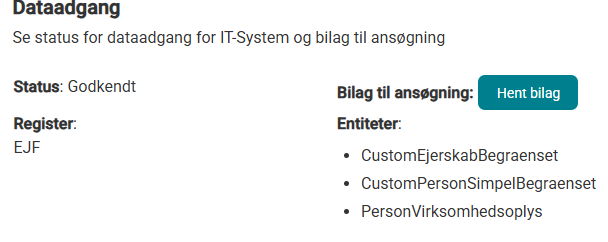 Dataadgang
Se status for dataadgang for IT-System og bilag til ansøgning
Status: Godkendt
Bilag til ansøgning: Hent bilag
Register:
EJF
Entiteter:
• CustomEjerskabBegraenset
• CustomPersonSimpelBegraenset
• PersonVirksomhedsoplys